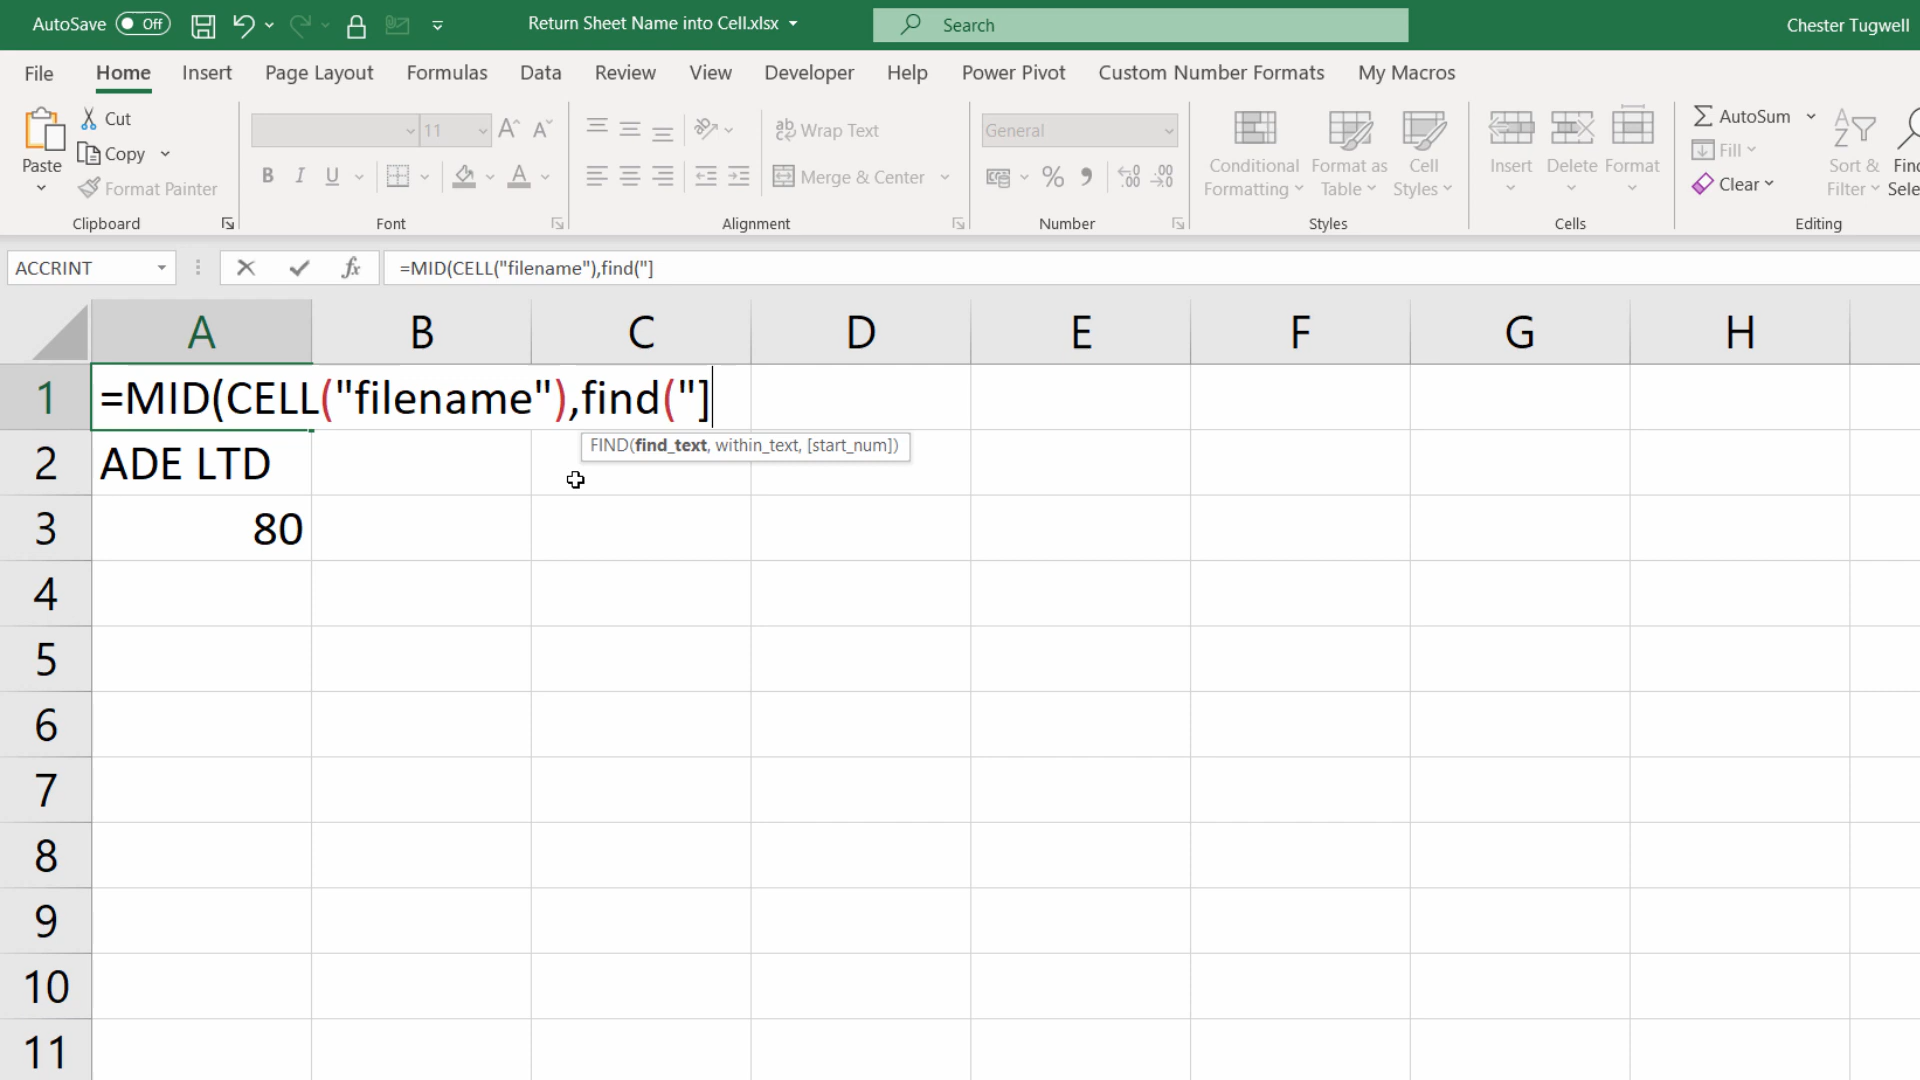 AutoSave Off Return Sheet Name into Cell.xlsx Search Chester Tugwell
File Home Insert Page Layout Formulas Data Review View Developer Help Power Pivot Custom Number Formats My Macros
Paste
Cut
Copy
Format Painter
Clipboard
11
B I U A
Font
ab Wrap Text
Merge & Center
Alignment
General
Number
Conditional Formatting
Format as Table
Cell Styles
Styles
Insert Delete Format
Cells
AutoSum
Fill
Clear
Sort & Filter
Editing
ACCRINT fx =MID(CELL("filename"),find("]
A B C D E F G H
1 =MID(CELL("filename"),find("]
FIND(find_text, within_text, [start_num])
2 ADE LTD
3 80
4
5
6
7
8
9
10
11